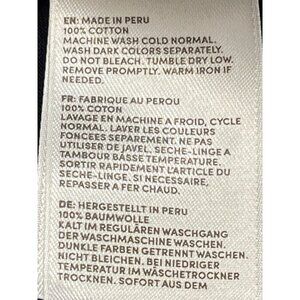 EN: MADE IN PERU
100% COTTON
MACHINE WASH COLD NORMAL.
WASH DARK COLORS SEPARATELY.
DO NOT BLEACH. TUMBLE DRY LOW.
REMOVE PROMPTLY. WARM IRON IF
NEEDED.
FR: FABRIQUE AU PEROU
100% COTON
LAVAGE EN MACHINE A FROID, CYCLE
NORMAL. LAVER LES COULEURS
FONCEES SEPAREMENT. NE PAS
UTILISER DE JAVEL. SECHE-LINGE A
TAMBOUR BASSE TEMPERATURE.
SORTIR RAPIDEMENT L'ARTICLE DU
SECHE-LINGE. SI NECESSAIRE,
REPASSER A FER CHAUD.
DE: HERGESTELLT IN PERU
100% BAUMWOLLE
KALT IM REGULÄREN WASCHGANG
DER WASCHMASCHINE WASCHEN.
DUNKLE FARBEN GETRENNT WASCHEN.
NICHT BLEICHEN. BEI NIEDRIGER
TEMPERATUR IM WÄSCHETROCKNER
TROCKNEN. SOFORT AUS DEM